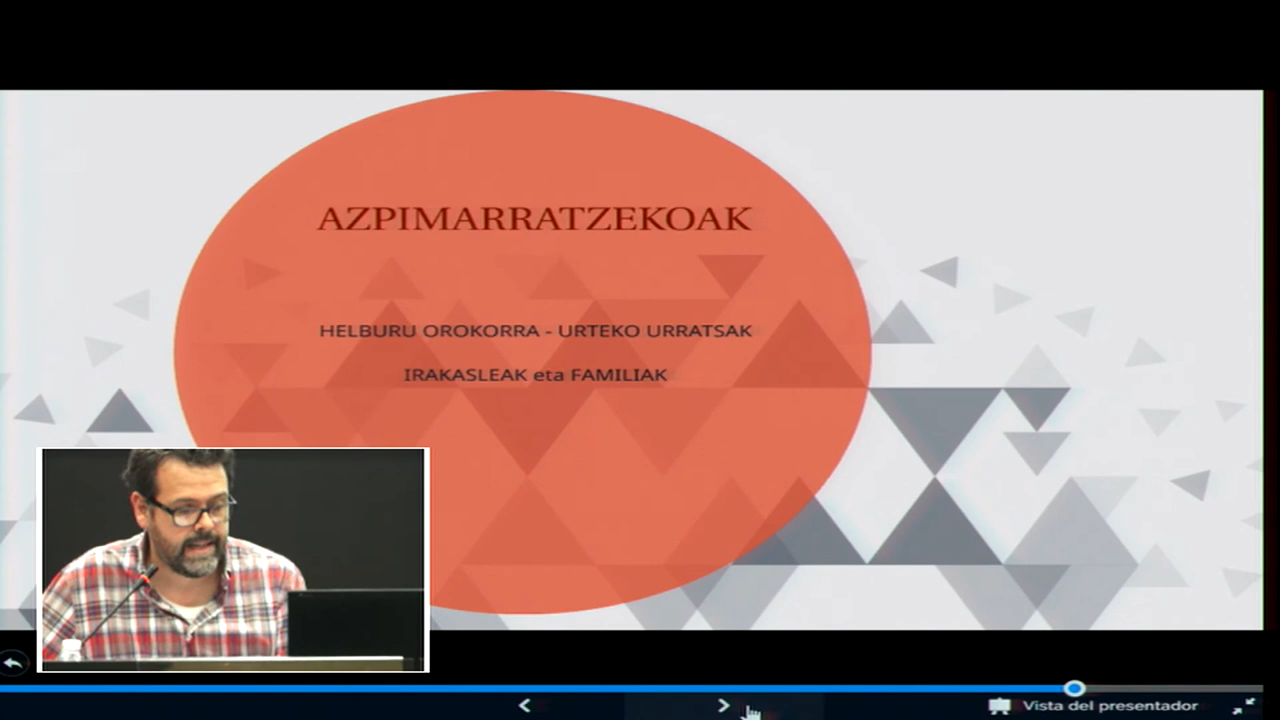 AZPIMARRATZEKOAK
HELBURU OROKORRA - URTEKO URRATSAK
IRAKASLEAK eta FAMILIAK
Vista del presentador